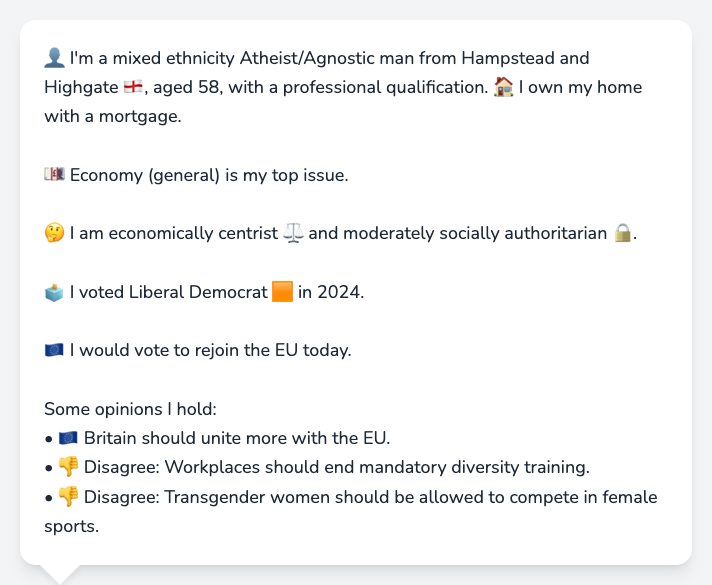 👤 I'm a mixed ethnicity Atheist/Agnostic man from Hampstead and
Highgate 🏴󠁧󠁢󠁥󠁮󠁧󠁿, aged 58, with a professional qualification. 🏠 I own my home
with a mortgage.
💷 Economy (general) is my top issue.
🤔 I am economically centrist ⚖️ and moderately socially authoritarian 🔒.
🗳️ I voted Liberal Democrat 🟧 in 2024.
🇪🇺 I would vote to rejoin the EU today.
Some opinions I hold:
• 🇪🇺 Britain should unite more with the EU.
• 👎 Disagree: Workplaces should end mandatory diversity training.
• 👎 Disagree: Transgender women should be allowed to compete in female
sports.